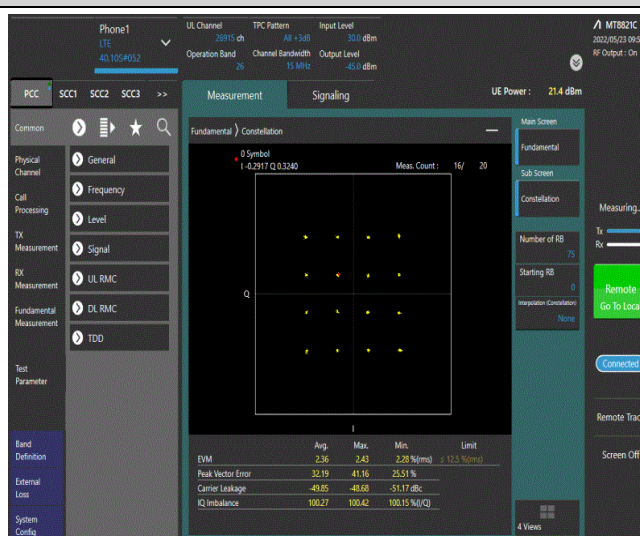 Phone1
LTE
40.105#052
UL Channel
26915 ch
TPC Pattern
All +3dB
Input Level
30.0 dBm
Operation Band
26
Channel Bandwidth
15 MHz
Output Level
-45.0 dBm
MT8821C
2022/05/23 09:5
RF Output : On
PCC SCC1 SCC2 SCC3 >>
Measurement Signaling
UE Power : 21.4 dBm
Common
Physical
Channel
Call
Processing
TX
Measurement
RX
Measurement
Fundamental
Measurement
Test
Parameter
Band
Definition
External
Loss
System
Config
General
Frequency
Level
Signal
UL RMC
DL RMC
TDD
Fundamental Constellation
0 Symbol
I -0.2917 Q 0.3240
Meas. Count : 16/ 20
Q
I
Avg. Max. Min. Limit
EVM 2.36 2.43 2.28 %(rms) ≤ 12.5 %(rms)
Peak Vector Error 32.19 41.16 25.51 %
Carrier Leakage -49.85 -48.68 -51.17 dBc
IQ Imbalance 100.27 100.42 100.15 %(I/Q)
Main Screen
Fundamental
Sub Screen
Constellation
Number of RB
75
Starting RB
0
Interpolation (Constellation)
None
4 Views
Measuring..
Tx
Rx
Remote
Go To Loca
Connected
Remote Trac
Screen Off